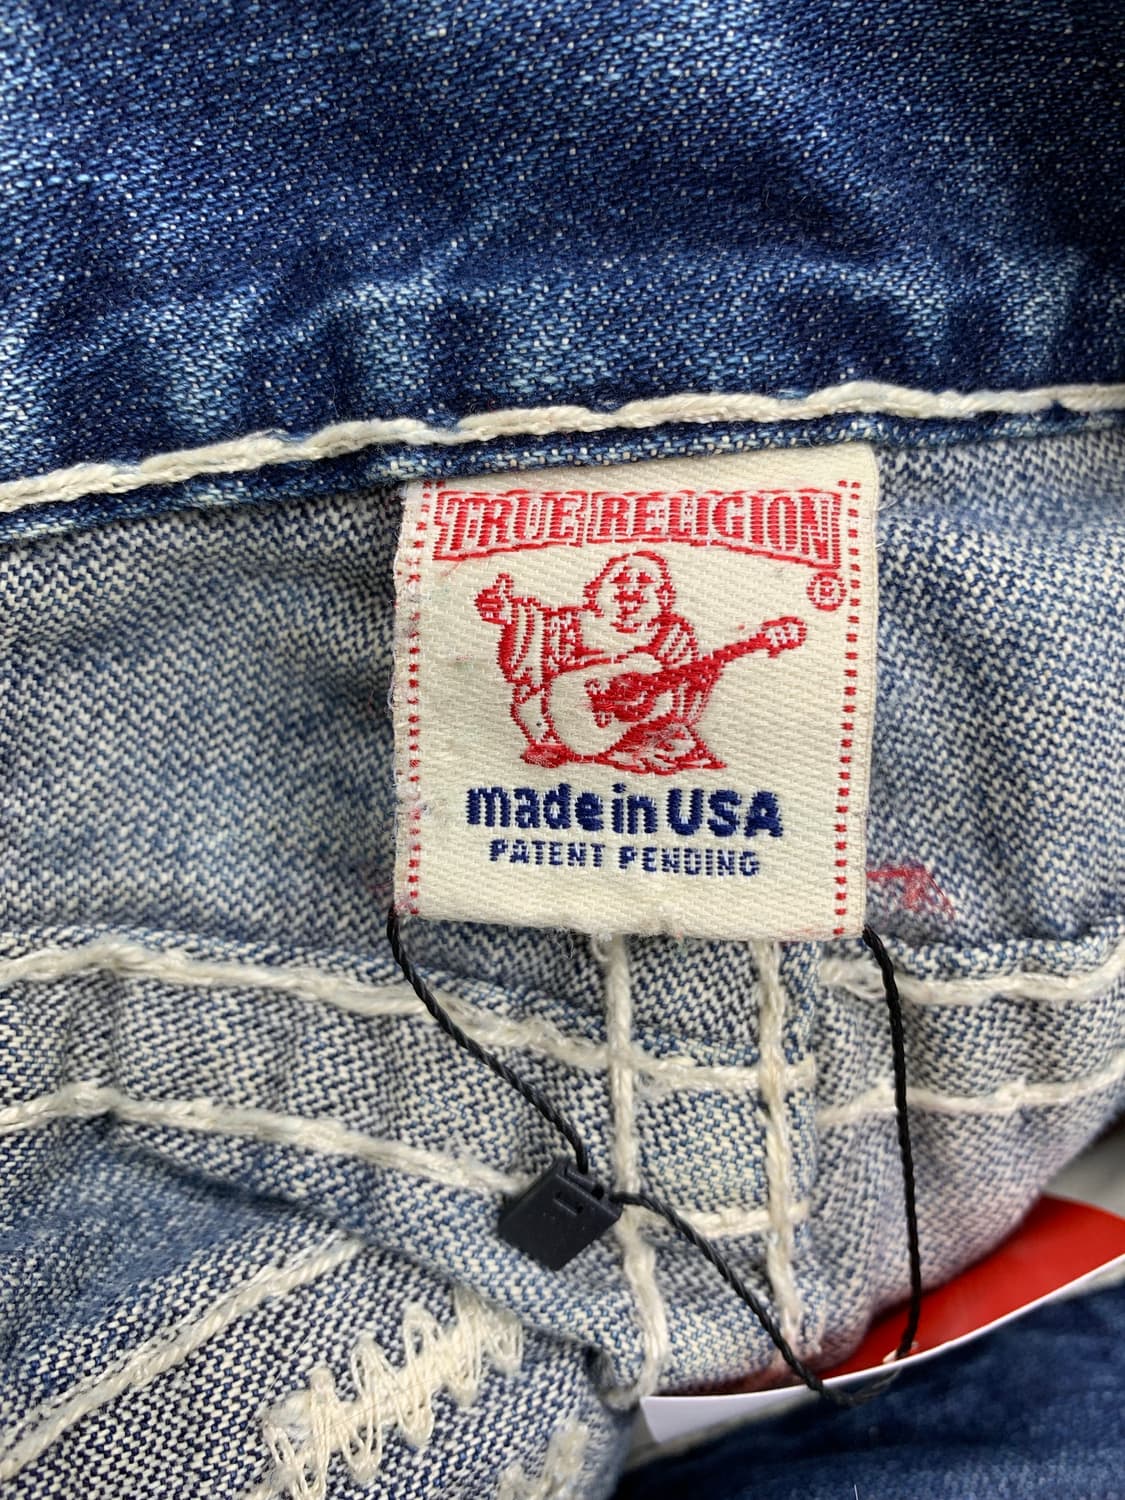 TRUE RELIGION
®
made in USA
PATENT PENDING